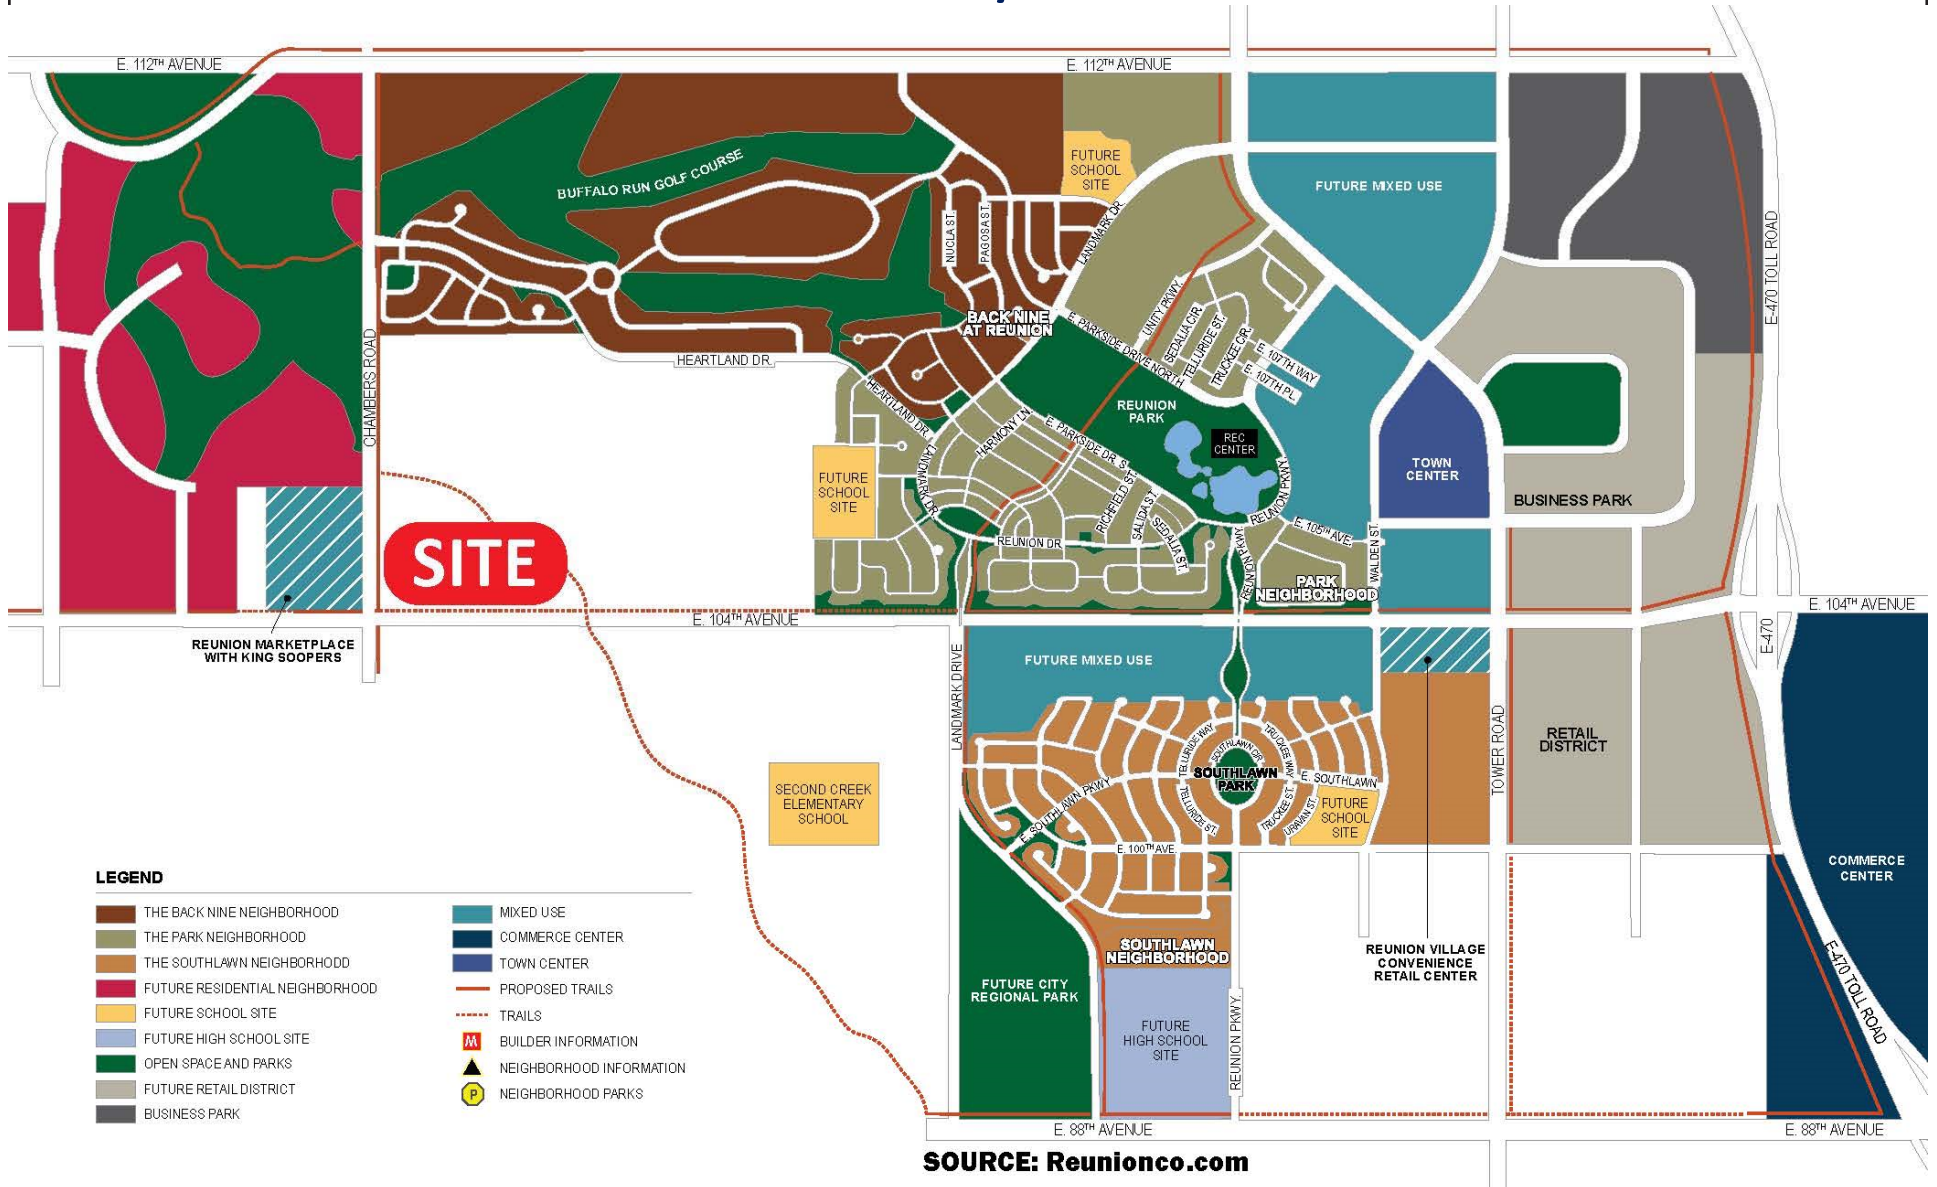 E. 112TH AVENUE
E. 112TH AVENUE
BUFFALO RUN GOLF COURSE
FUTURE
SCHOOL
SITE
FUTURE MIXED USE
NUCLA ST.
PAGOSA ST.
LANDMARK DR.
E-470 TOLL ROAD
UNITY PKWY.
SEDALIA CIR.
TELLURIDE ST.
TRUCKEE CIR.
E. 107TH WAY
E. 107TH PL.
BACK NINE
AT REUNION
E. PARKSIDE DRIVE NORTH
CHAMBERS ROAD
HEARTLAND DR.
HEARTLAND DR.
LANDMARK DR.
HARMONY LN.
E. PARKSIDE DR. S.
REUNION
PARK
REC
CENTER
TOWN
CENTER
BUSINESS PARK
FUTURE
SCHOOL
SITE
RICHFIELD ST.
SALIDA ST.
SEDALIA ST.
REUNION PKWY.
REUNION PKWY.
E. 105TH AVE.
WALDEN ST.
REUNION DR.
SITE
PARK
NEIGHBORHOOD
E. 104TH AVENUE
E. 104TH AVENUE
REUNION MARKETPLACE
WITH KING SOOPERS
E-470
LANDMARK DRIVE
FUTURE MIXED USE
TOWER ROAD
RETAIL
DISTRICT
TELLURIDE WAY
SOUTHLAWN CIR.
TRUCKEE WAY
SOUTHLAWN
PARK
E. SOUTHLAWN
E. SOUTHLAWN PKWY
TELLURIDE ST.
TRUCKEE ST.
URAVAN ST.
FUTURE
SCHOOL
SITE
SECOND CREEK
ELEMENTARY
SCHOOL
E. 100TH AVE.
COMMERCE
CENTER
LEGEND
THE BACK NINE NEIGHBORHOOD
THE PARK NEIGHBORHOOD
THE SOUTHLAWN NEIGHBORHOOD
FUTURE RESIDENTIAL NEIGHBORHOOD
FUTURE SCHOOL SITE
FUTURE HIGH SCHOOL SITE
OPEN SPACE AND PARKS
FUTURE RETAIL DISTRICT
BUSINESS PARK
MIXED USE
COMMERCE CENTER
TOWN CENTER
PROPOSED TRAILS
TRAILS
M BUILDER INFORMATION
NEIGHBORHOOD INFORMATION
P NEIGHBORHOOD PARKS
SOUTHLAWN
NEIGHBORHOOD
REUNION VILLAGE
CONVENIENCE
RETAIL CENTER
E-470 TOLL ROAD
FUTURE CITY
REGIONAL PARK
FUTURE
HIGH SCHOOL
SITE
REUNION PKWY.
E. 88TH AVENUE
E. 88TH AVENUE
SOURCE: Reunionco.com